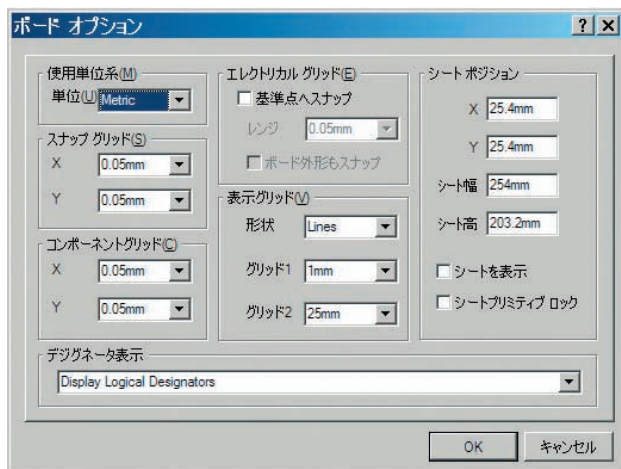 ボード オプション
使用単位系(M)
単位(U) Metric
スナップ グリッド(S)
X 0.05mm
Y 0.05mm
コンポーネントグリッド(C)
X 0.05mm
Y 0.05mm
エレクトリカル グリッド(E)
基準点へスナップ
レンジ 0.05mm
ボード外形もスナップ
表示グリッド(V)
形状 Lines
グリッド1 1mm
グリッド2 25mm
シート ポジション
X 25.4mm
Y 25.4mm
シート幅 254mm
シート高 203.2mm
シートを表示
シートプリミティブ ロック
デジグネータ表示
Display Logical Designators
OK キャンセル